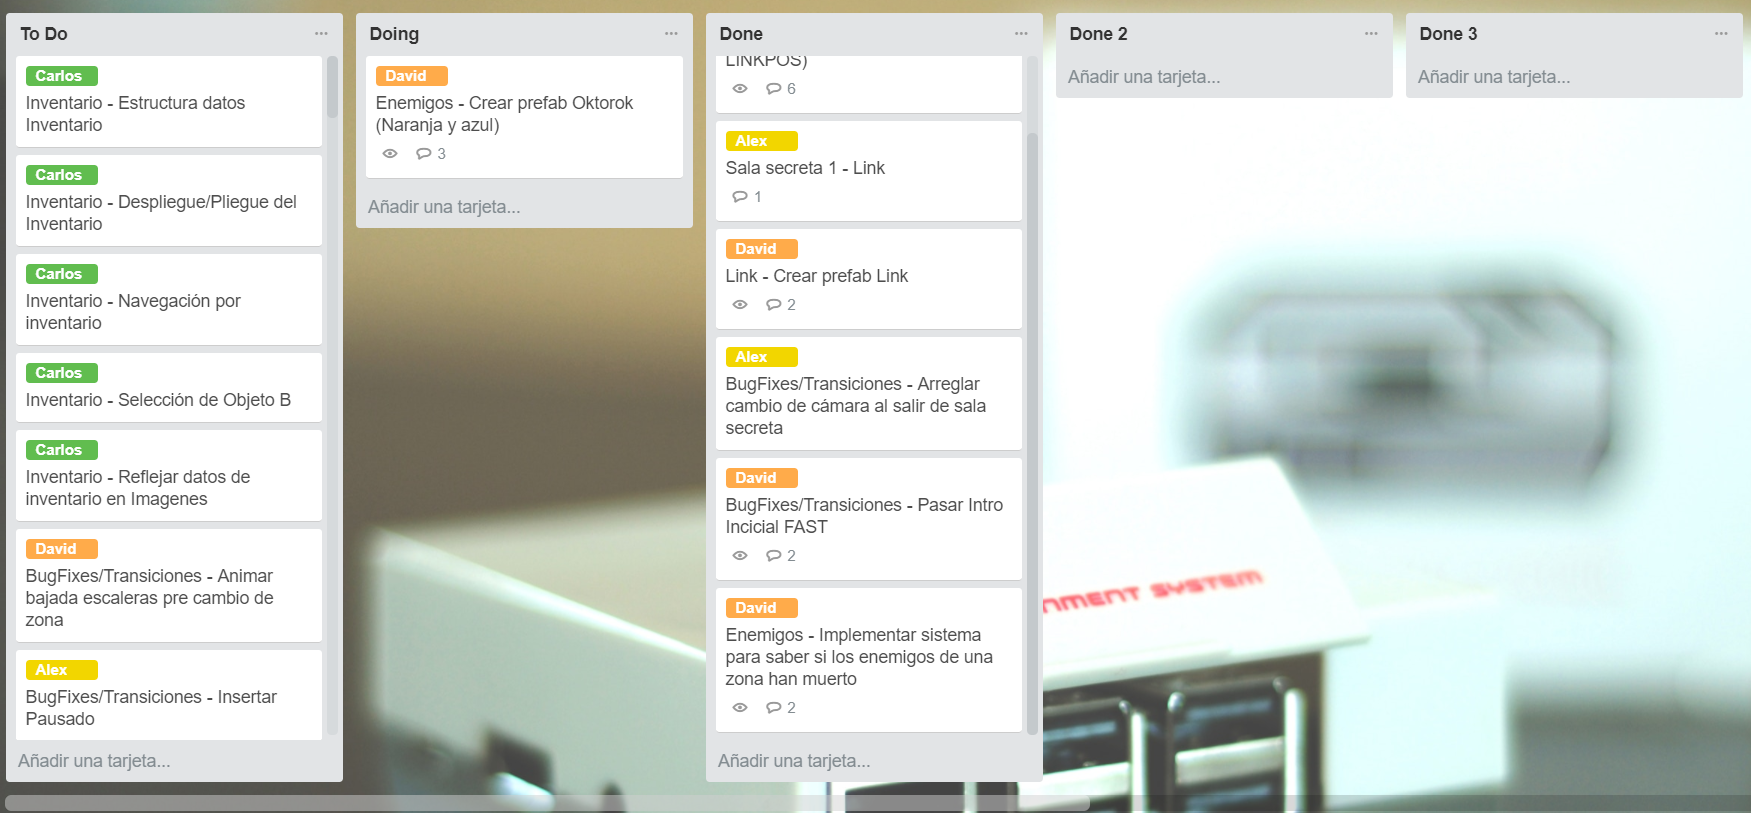 To Do
Carlos
Inventario - Estructura datos
Inventario
Carlos
Inventario - Despliegue/Pliegue del
Inventario
Carlos
Inventario - Navegación por
inventario
Carlos
Inventario - Selección de Objeto B
Carlos
Inventario - Reflejar datos de
inventario en Imagenes
David
BugFixes/Transiciones - Animar
bajada escaleras pre cambio de
zona
Alex
BugFixes/Transiciones - Insertar
Pausado
Añadir una tarjeta...
Doing
David
Enemigos - Crear prefab Oktorok
(Naranja y azul)
3
Añadir una tarjeta...
Done
LINKPOS)
6
Alex
Sala secreta 1 - Link
1
David
Link - Crear prefab Link
2
Alex
BugFixes/Transiciones - Arreglar
cambio de cámara al salir de sala
secreta
David
BugFixes/Transiciones - Pasar Intro
Incicial FAST
2
David
Enemigos - Implementar sistema
para saber si los enemigos de una
zona han muerto
2
Añadir una tarjeta...
Done 2
Añadir una tarjeta...
Done 3
Añadir una tarjeta...
NMENT SYSTEM